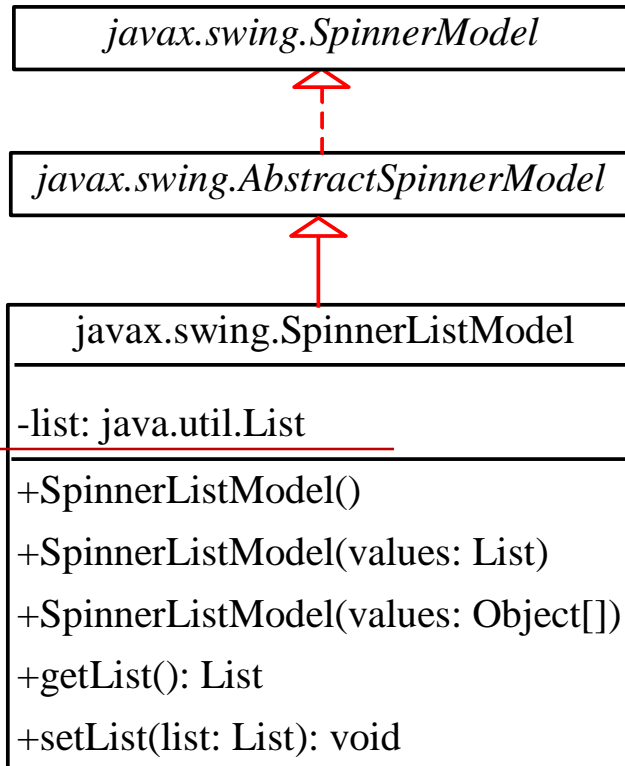 javax.swing.SpinnerModel
javax.swing.AbstractSpinnerModel
javax.swing.SpinnerListModel
-list: java.util.List
+SpinnerListModel()
+SpinnerListModel(values: List)
+SpinnerListModel(values: Object[])
+getList(): List
+setList(list: List): void